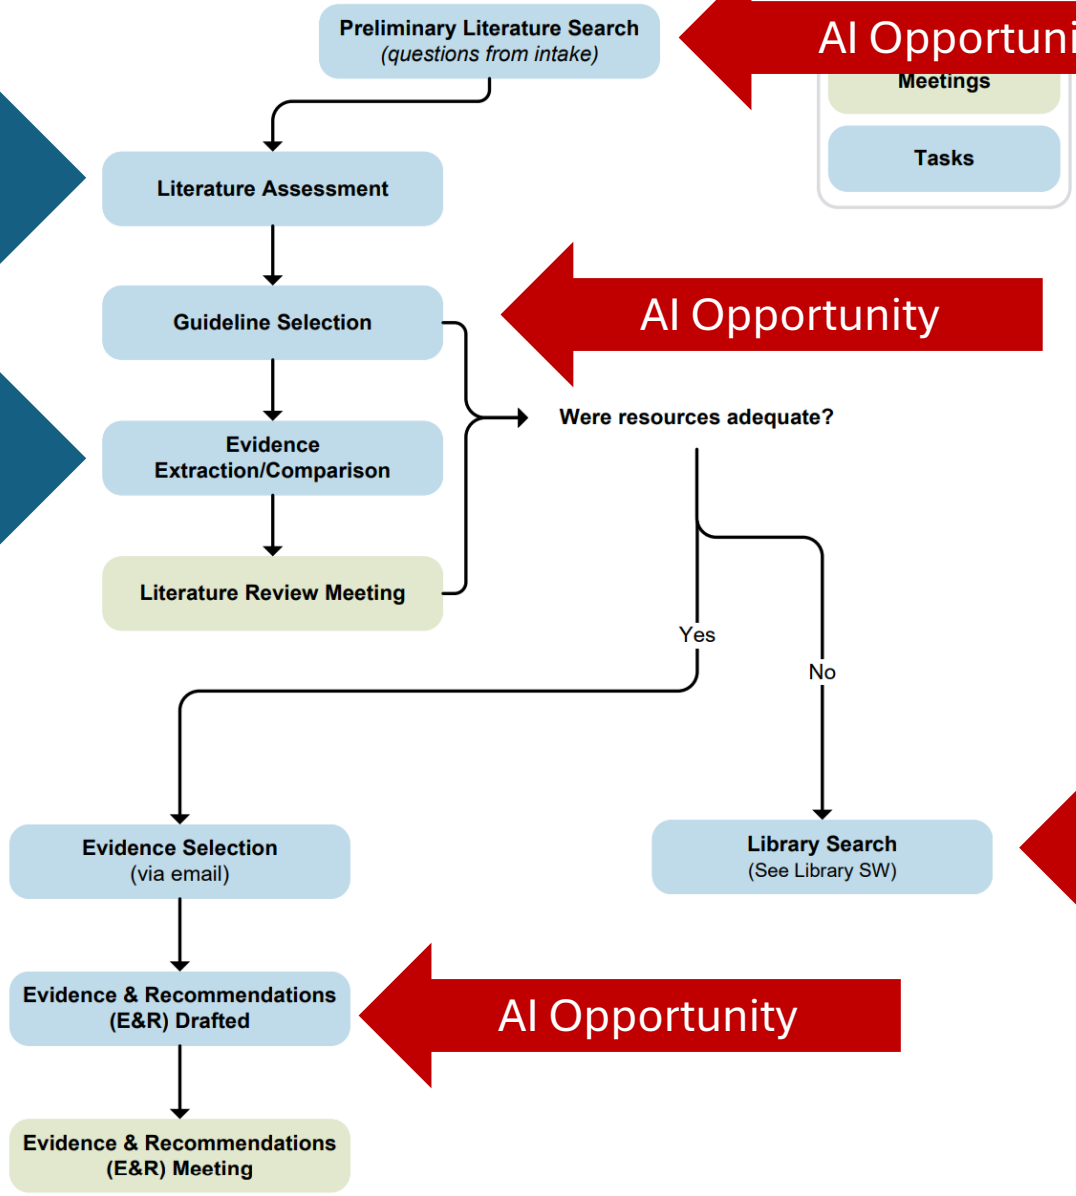 Preliminary Literature Search
(questions from intake)
AI Opportuni
Meetings
Tasks
Literature Assessment
Guideline Selection
AI Opportunity
Evidence
Extraction/Comparison
Were resources adequate?
Literature Review Meeting
Yes
No
Evidence Selection
(via email)
Library Search
(See Library SW)
Evidence & Recommendations
(E&R) Drafted
AI Opportunity
Evidence & Recommendations
(E&R) Meeting